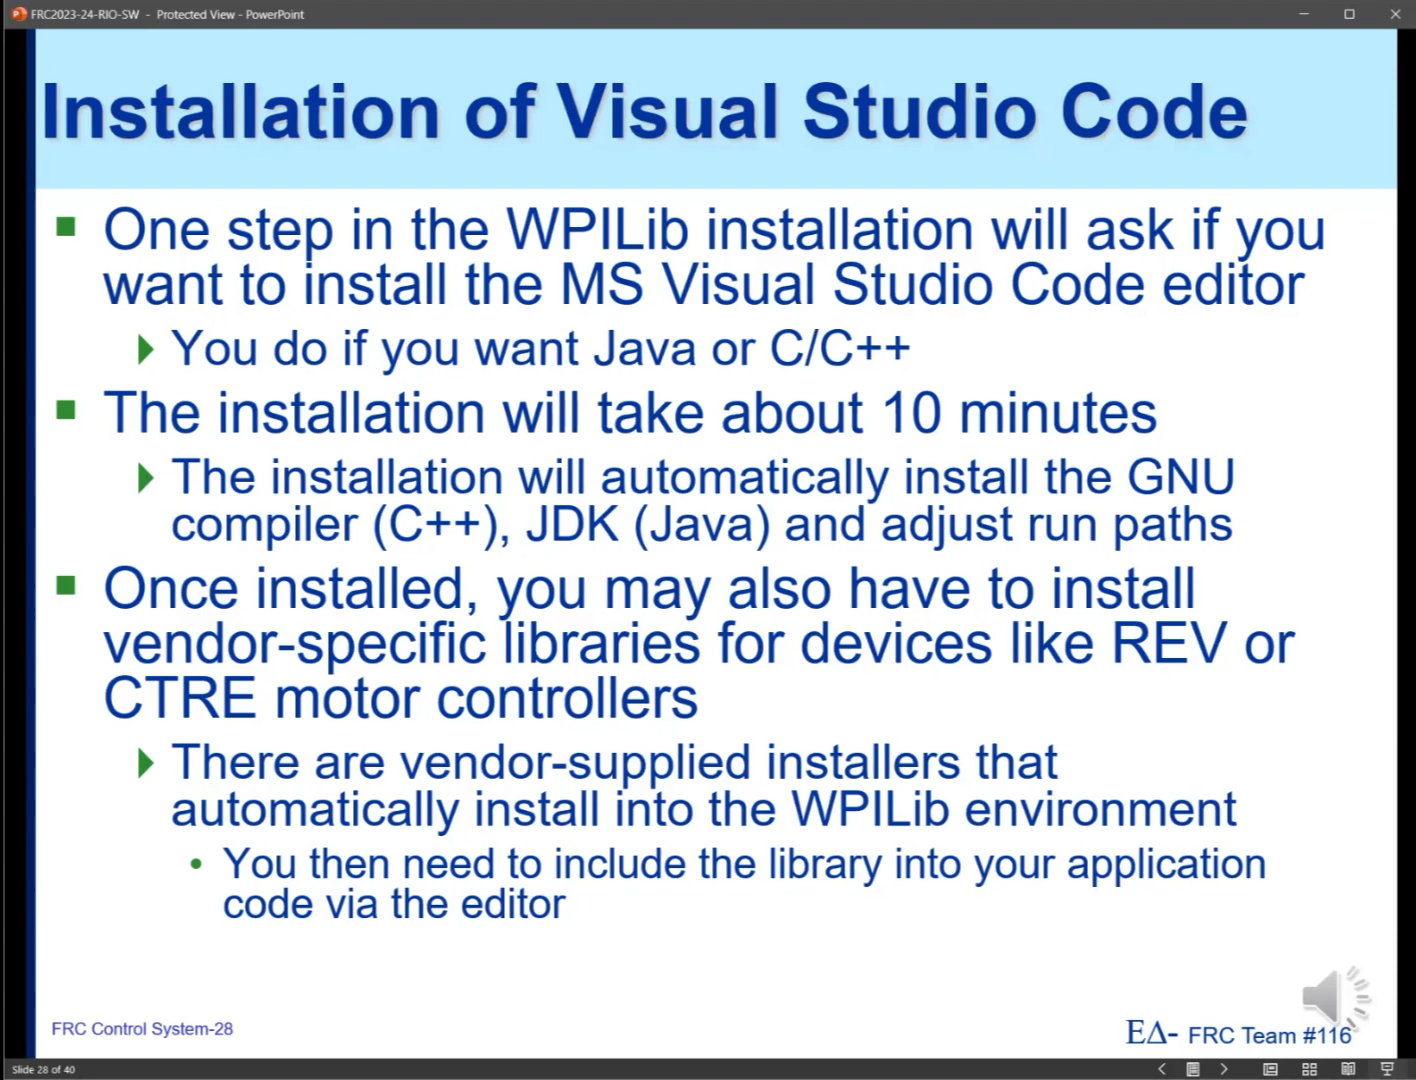 FRC2023-24-RIO-SW - Protected View - PowerPoint
Installation of Visual Studio Code
One step in the WPILib installation will ask if you
want to install the MS Visual Studio Code editor
You do if you want Java or C/C++
The installation will take about 10 minutes
The installation will automatically install the GNU
compiler (C++), JDK (Java) and adjust run paths
Once installed, you may also have to install
vendor-specific libraries for devices like REV or
CTRE motor controllers
There are vendor-supplied installers that
automatically install into the WPILib environment
You then need to include the library into your application
code via the editor
FRC Control System-28
ΕΔ- FRC Team #116
Slide 28 of 40